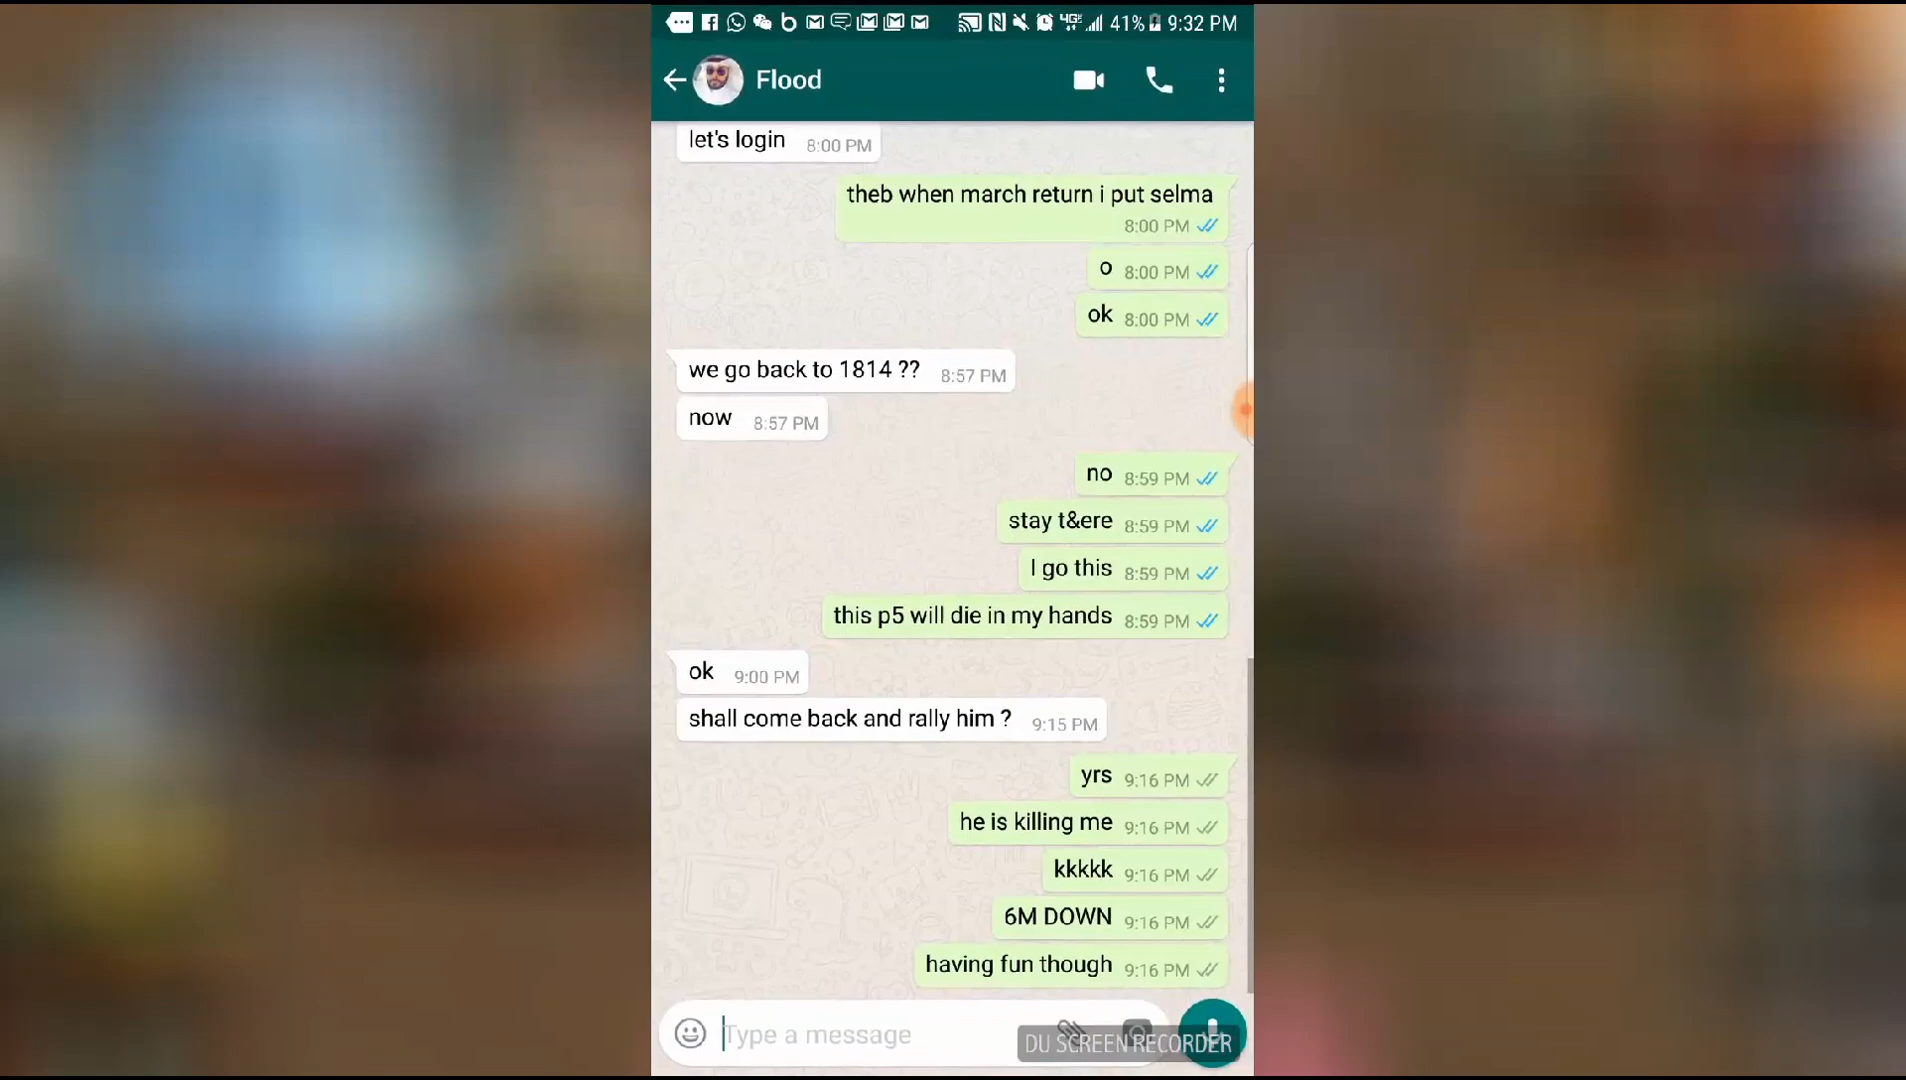 41% 9:32 PM
Flood
let's login 8:00 PM
theb when march return i put selma
8:00 PM
o 8:00 PM
ok 8:00 PM
we go back to 1814 ?? 8:57 PM
now 8:57 PM
no 8:59 PM
stay t&ere 8:59 PM
I go this 8:59 PM
this p5 will die in my hands 8:59 PM
ok 9:00 PM
shall come back and rally him ? 9:15 PM
yrs 9:16 PM
he is killing me 9:16 PM
kkkkk 9:16 PM
6M DOWN 9:16 PM
having fun though 9:16 PM
Type a message
DU SCREEN RECORDER